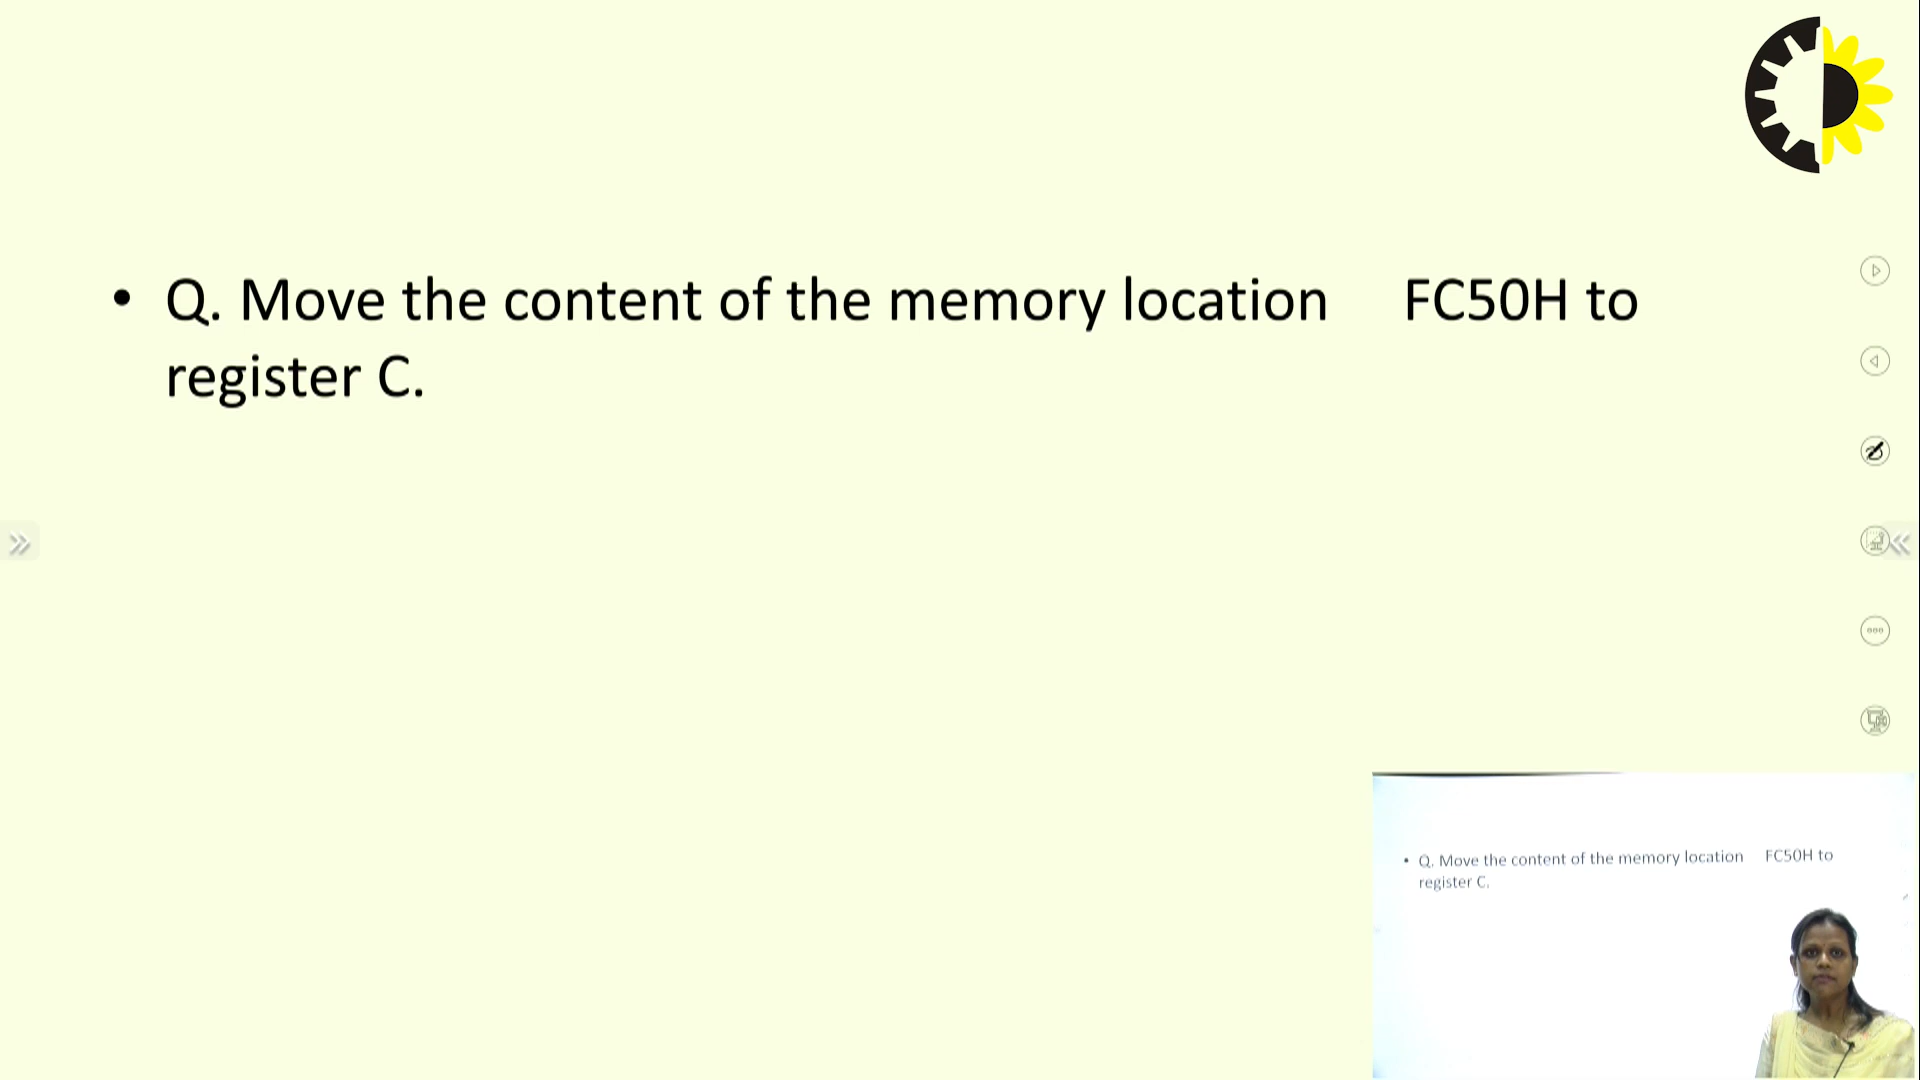 • Q. Move the content of the memory location FC50H to
register C.
• Q. Move the content of the memory location FC50H to
register C.